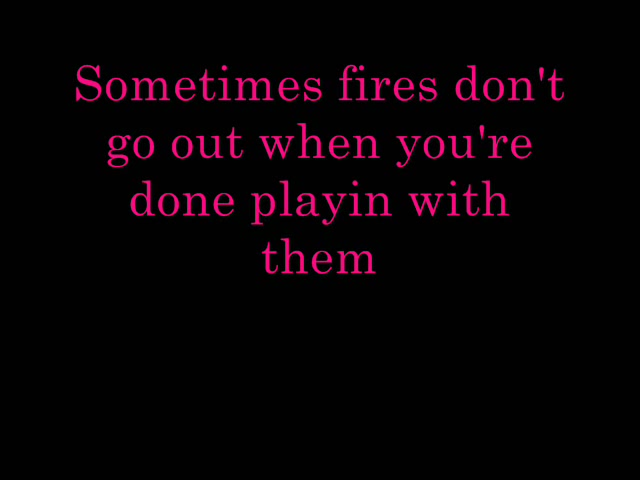 Sometimes fires don't
go out when you're
done playin with
them